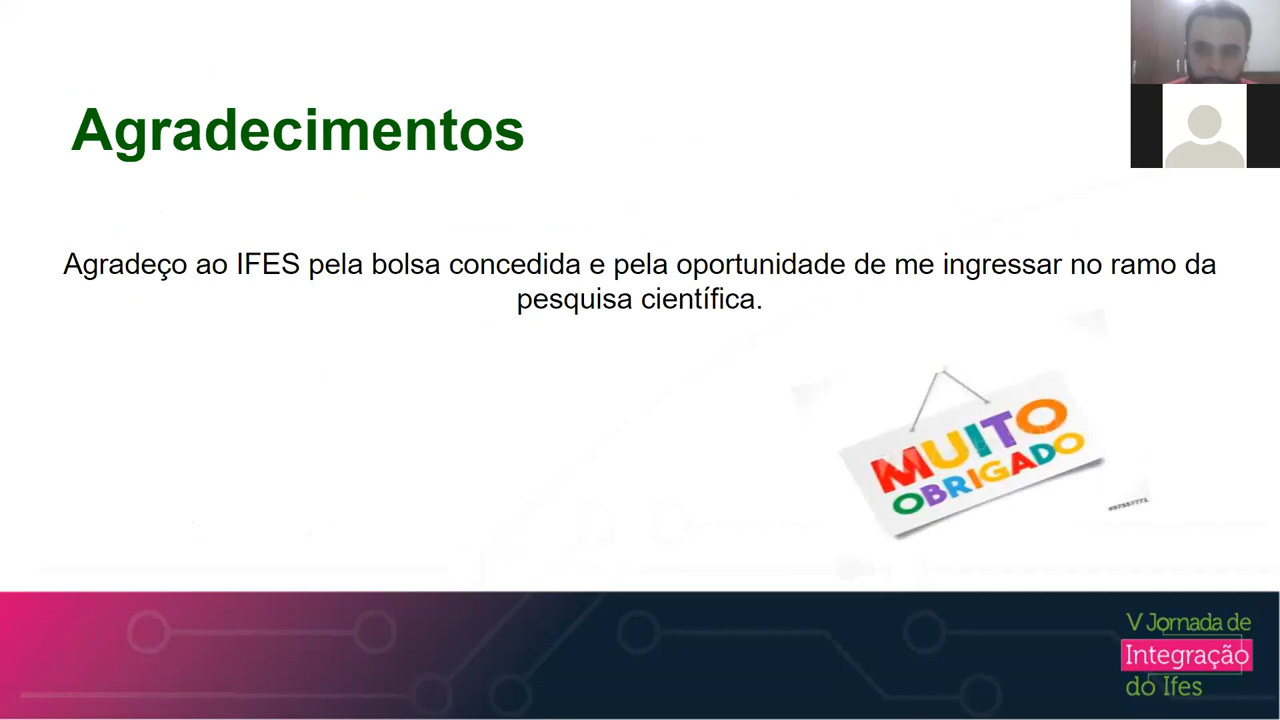 Agradecimentos
Agradeço ao IFES pela bolsa concedida e pela oportunidade de me ingressar no ramo da
pesquisa científica.
MUITO
OBRIGADO
V Jornada de
Integração
do Ifes